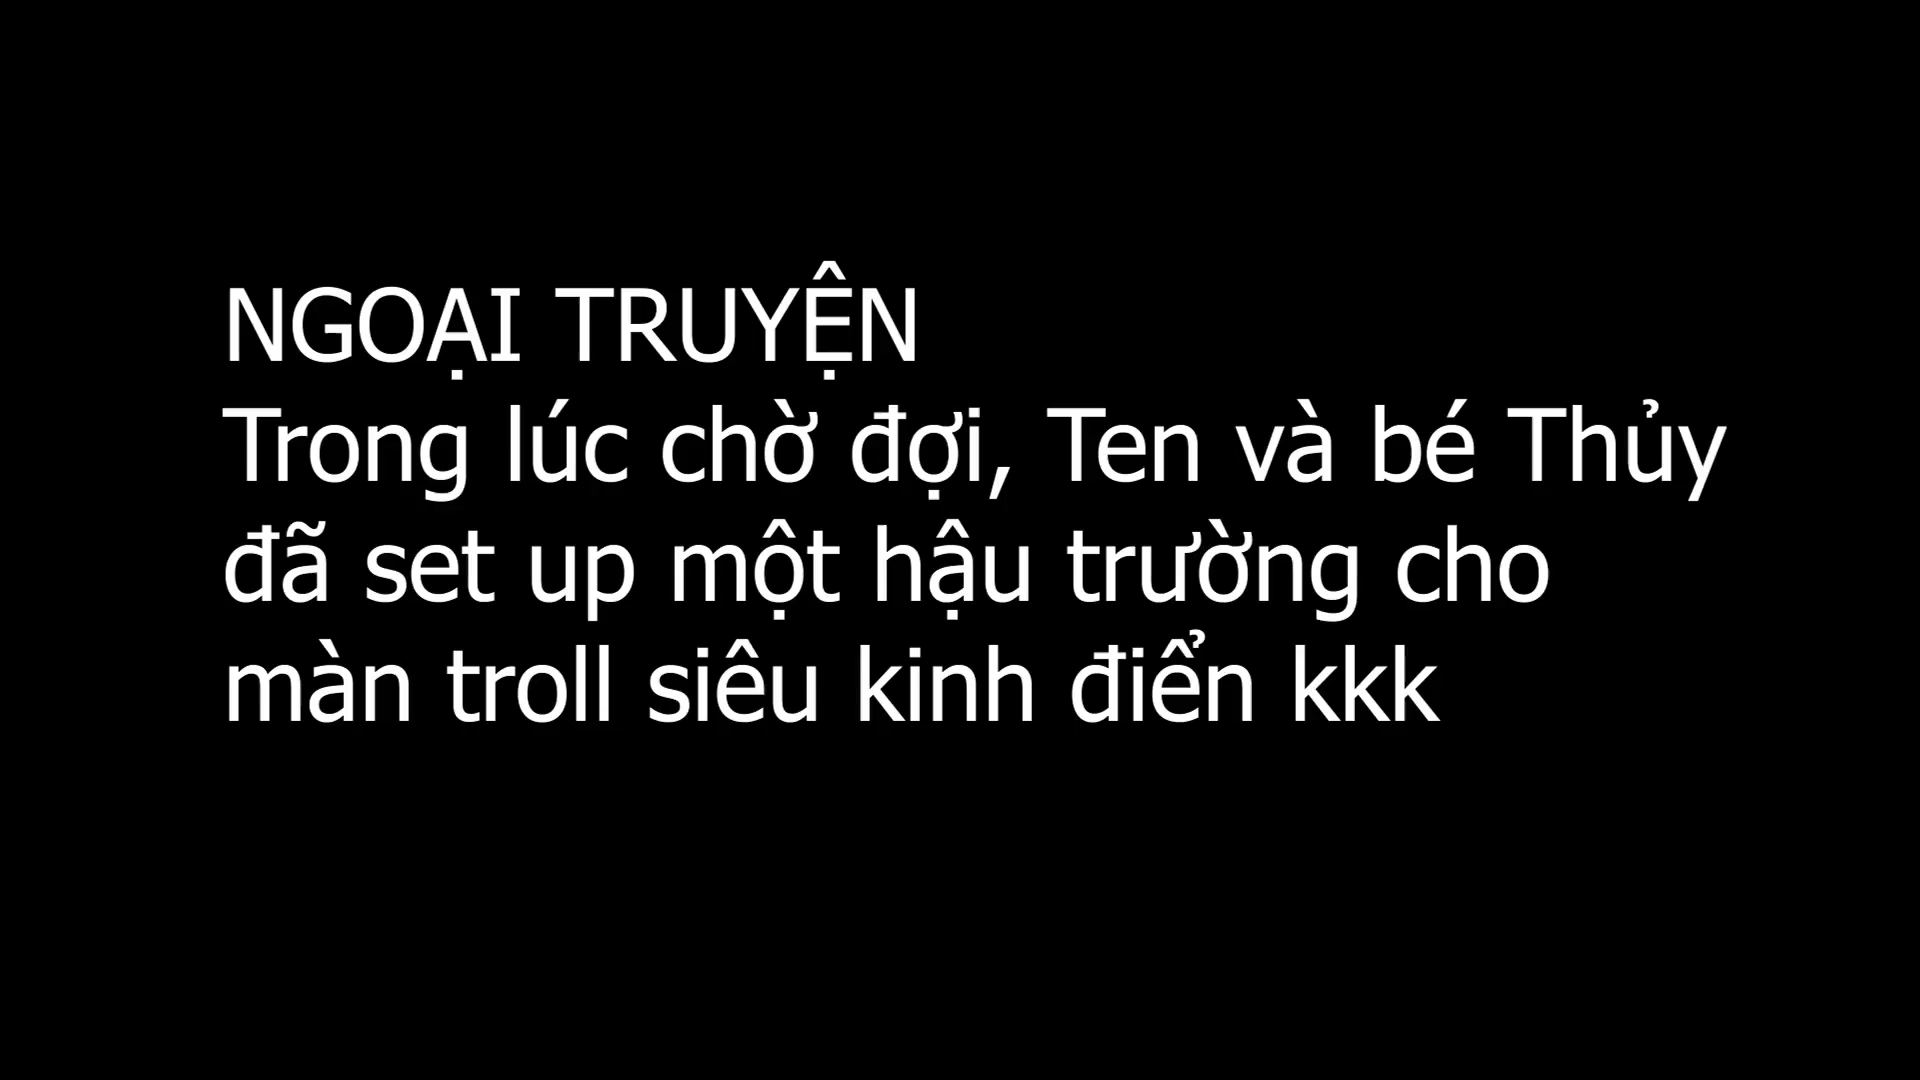 NGOẠI TRUYỆN
Trong lúc chờ đợi, Ten và bé Thủy
đã set up một hậu trường cho
màn troll siêu kinh điển kkk